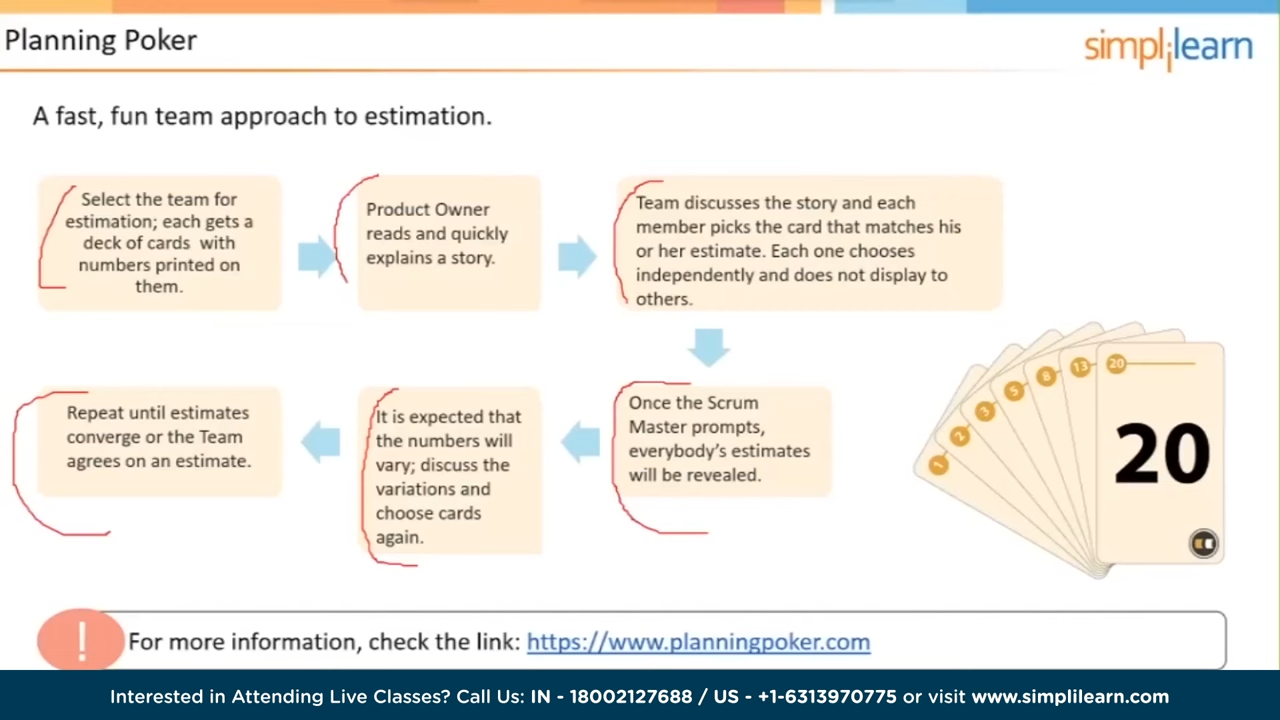 Planning Poker
simplilearn
A fast, fun team approach to estimation.
Select the team for
estimation; each gets a
deck of cards with
numbers printed on
them.
Product Owner
reads and quickly
explains a story.
Team discusses the story and each
member picks the card that matches his
or her estimate. Each one chooses
independently and does not display to
others.
Once the Scrum
Master prompts,
everybody's estimates
will be revealed.
It is expected that
the numbers will
vary; discuss the
variations and
choose cards
again.
Repeat until estimates
converge or the Team
agrees on an estimate.
1
2
3
5
8
13
20
20
!
For more information, check the link: https://www.planningpoker.com
Interested in Attending Live Classes? Call Us: IN - 18002127688 / US - +1-6313970775 or visit www.simplilearn.com